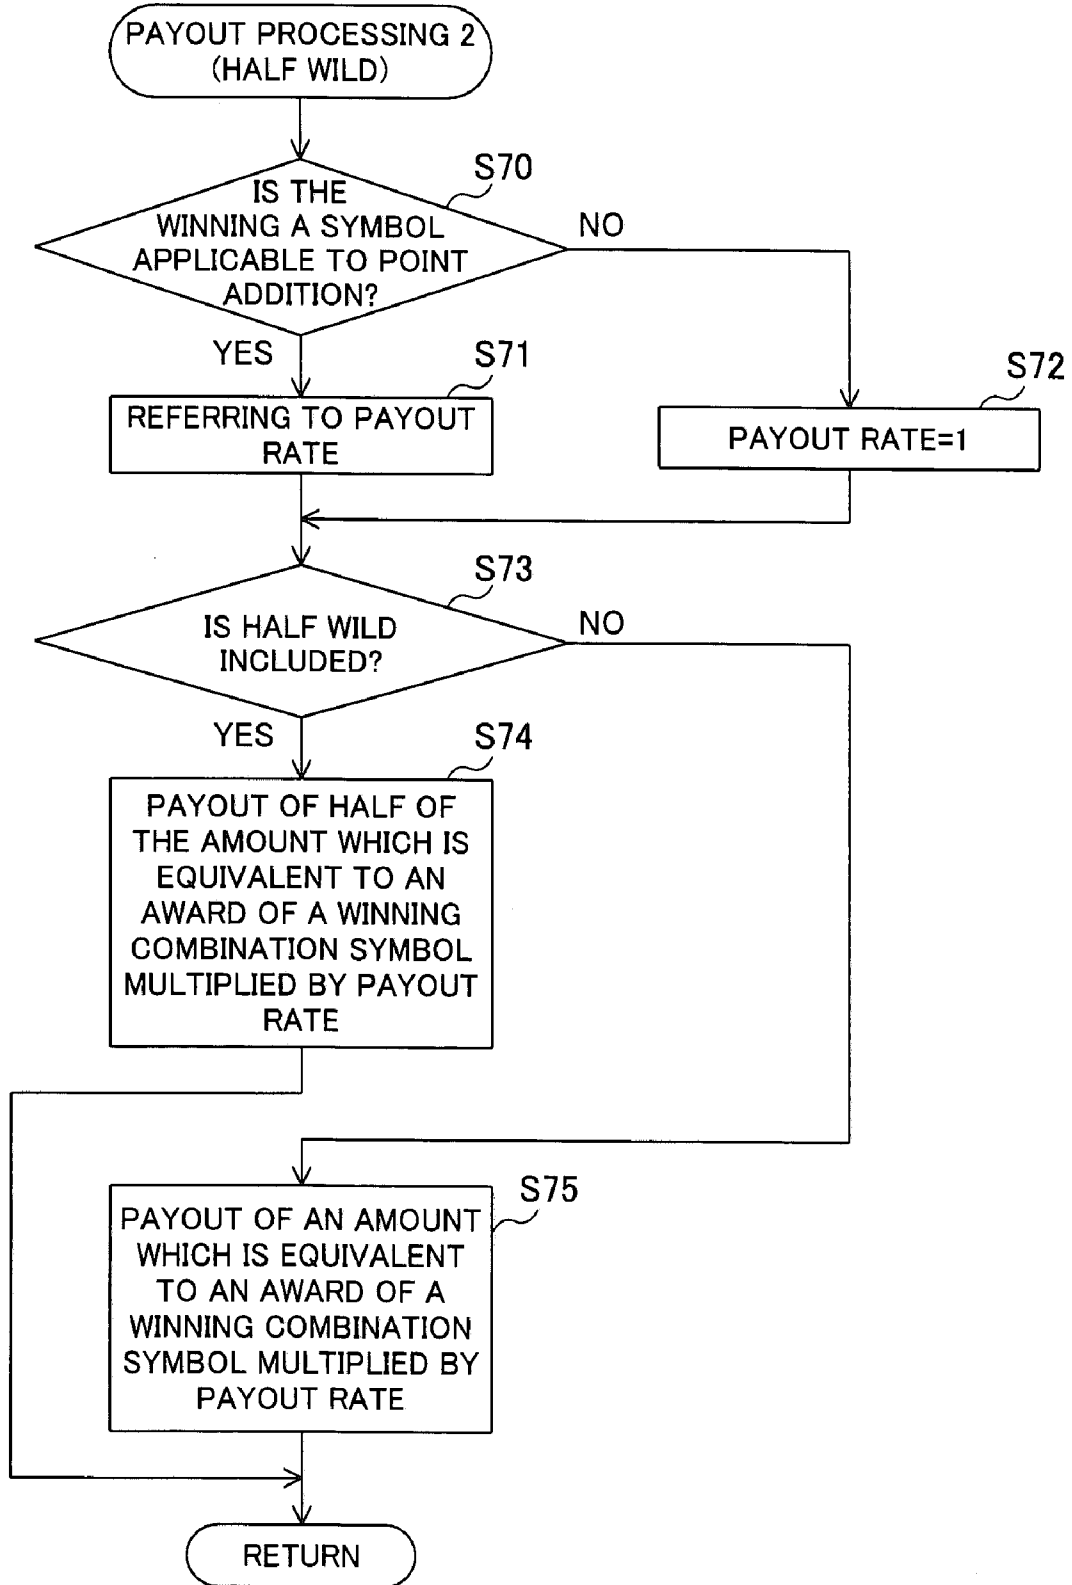 PAYOUT PROCESSING 2
(HALF WILD)
S70
IS THE
WINNING A SYMBOL
APPLICABLE TO POINT
ADDITION?
NO
YES
S71
REFERRING TO PAYOUT
RATE
S72
PAYOUT RATE=1
S73
IS HALF WILD
INCLUDED?
NO
YES
S74
PAYOUT OF HALF OF
THE AMOUNT WHICH IS
EQUIVALENT TO AN
AWARD OF A WINNING
COMBINATION SYMBOL
MULTIPLIED BY PAYOUT
RATE
S75
PAYOUT OF AN AMOUNT
WHICH IS EQUIVALENT
TO AN AWARD OF A
WINNING COMBINATION
SYMBOL MULTIPLIED BY
PAYOUT RATE
RETURN